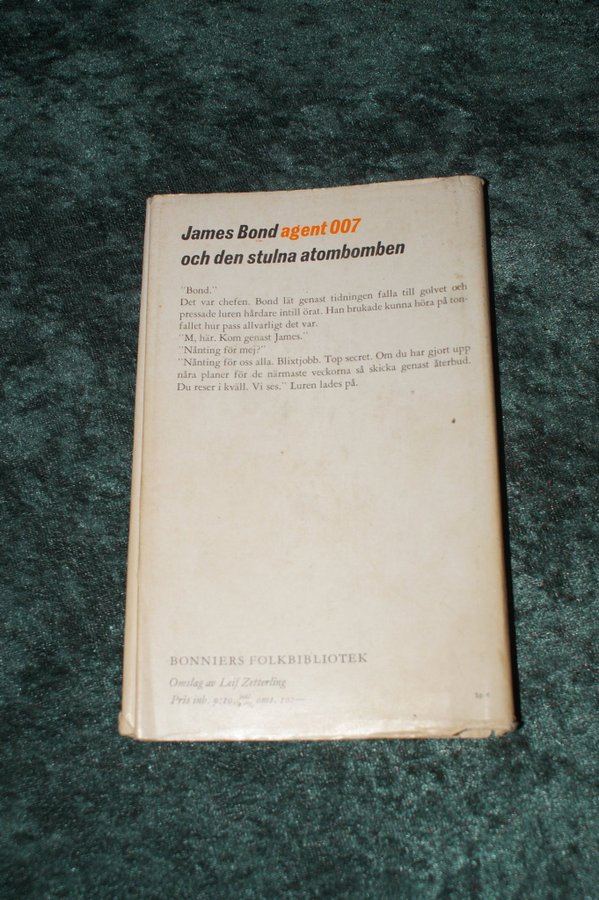 James Bond agent 007
och den stulna atombomben
"Bond."
Det var chefen. Bond lät genast tidningen falla till golvet och
pressade luren hårdare intill örat. Han brukade kunna höra på ton-
fallet hur pass allvarligt det var.
"M, här. Kom genast James."
"Nånting för mej?"
"Nånting för oss alla. Blixtjobb. Top secret. Om du har gjort upp
nåra planer för de närmaste veckorna så skicka genast återbud.
Du reser i kväll. Vi ses." Luren lades på.
BONNIERS FOLKBIBLIOTEK
Omslag av Leif Zetterling
Pris inb. oms. 10:—